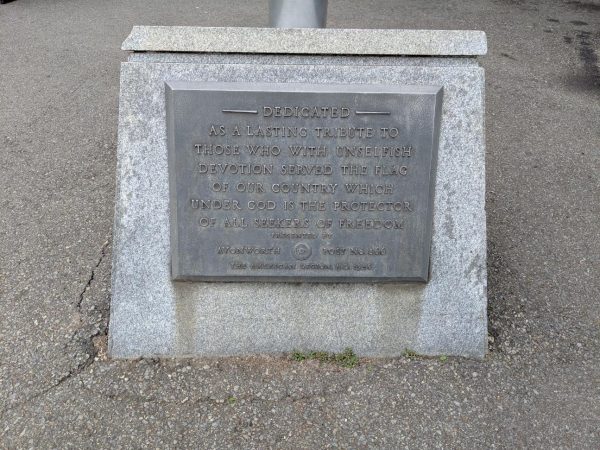 DEDICATED
AS A LASTING TRIBUTE TO
THOSE WHO WITH UNSELFISH
DEVOTION SERVED THE FLAG
OF OUR COUNTRY WHICH
UNDER GOD IS THE PROTECTOR
OF ALL SEEKERS OF FREEDOM
PRESENTED BY
AVONWORTH POST NO.
THE AMERICAN LEGION